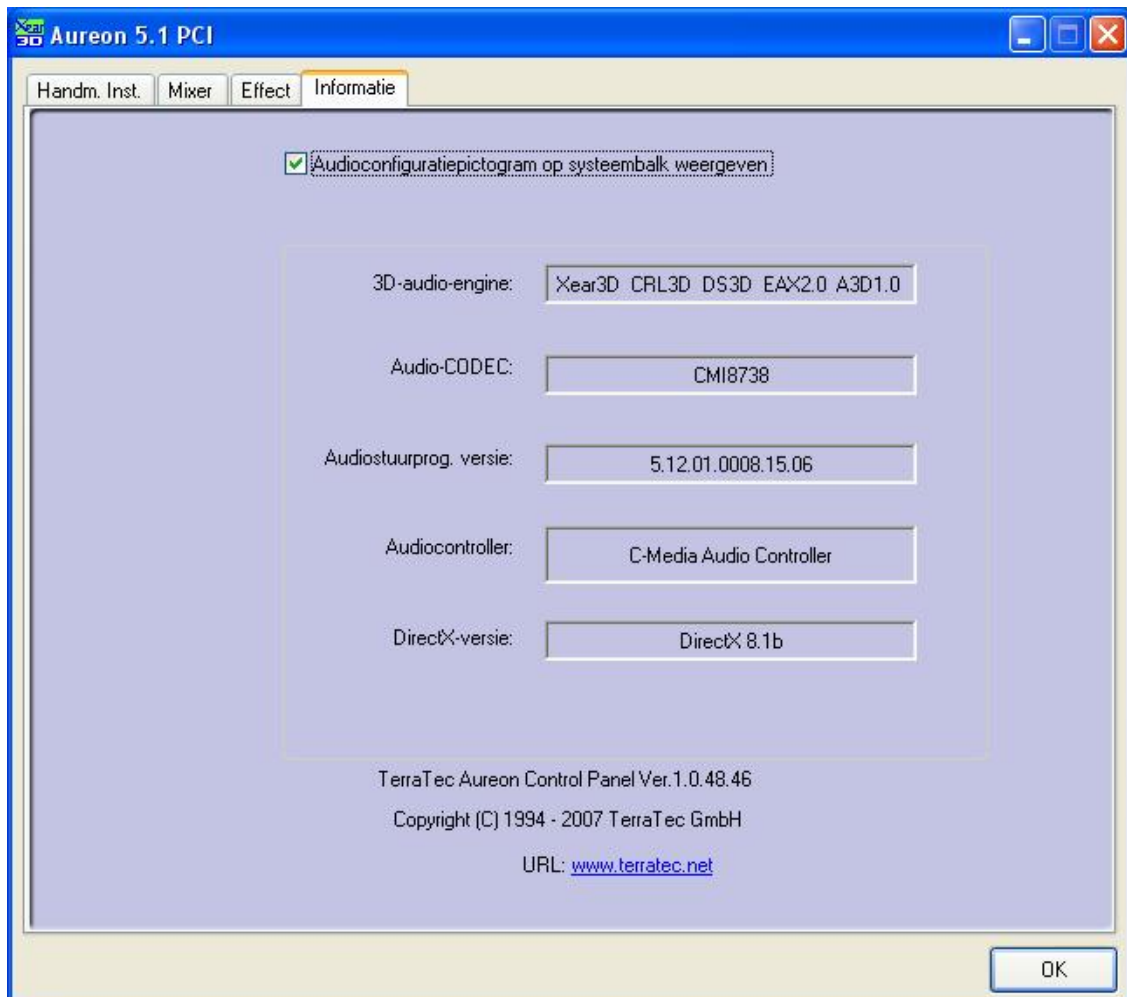 Xear 3D Aureon 5.1 PCI
Handm. Inst. Mixer Effect Informatie
Audioconfiguratiepictogram op systeembalk weergeven
3D-audio-engine: Xear3D CRL3D DS3D EAX2.0 A3D1.0
Audio-CODEC: CMI8738
Audiostuurprog. versie: 5.12.01.0008.15.06
Audiocontroller: C-Media Audio Controller
DirectX-versie: DirectX 8.1b
TerraTec Aureon Control Panel Ver.1.0.48.46
Copyright (C) 1994 - 2007 TerraTec GmbH
URL: www.terratec.net
OK